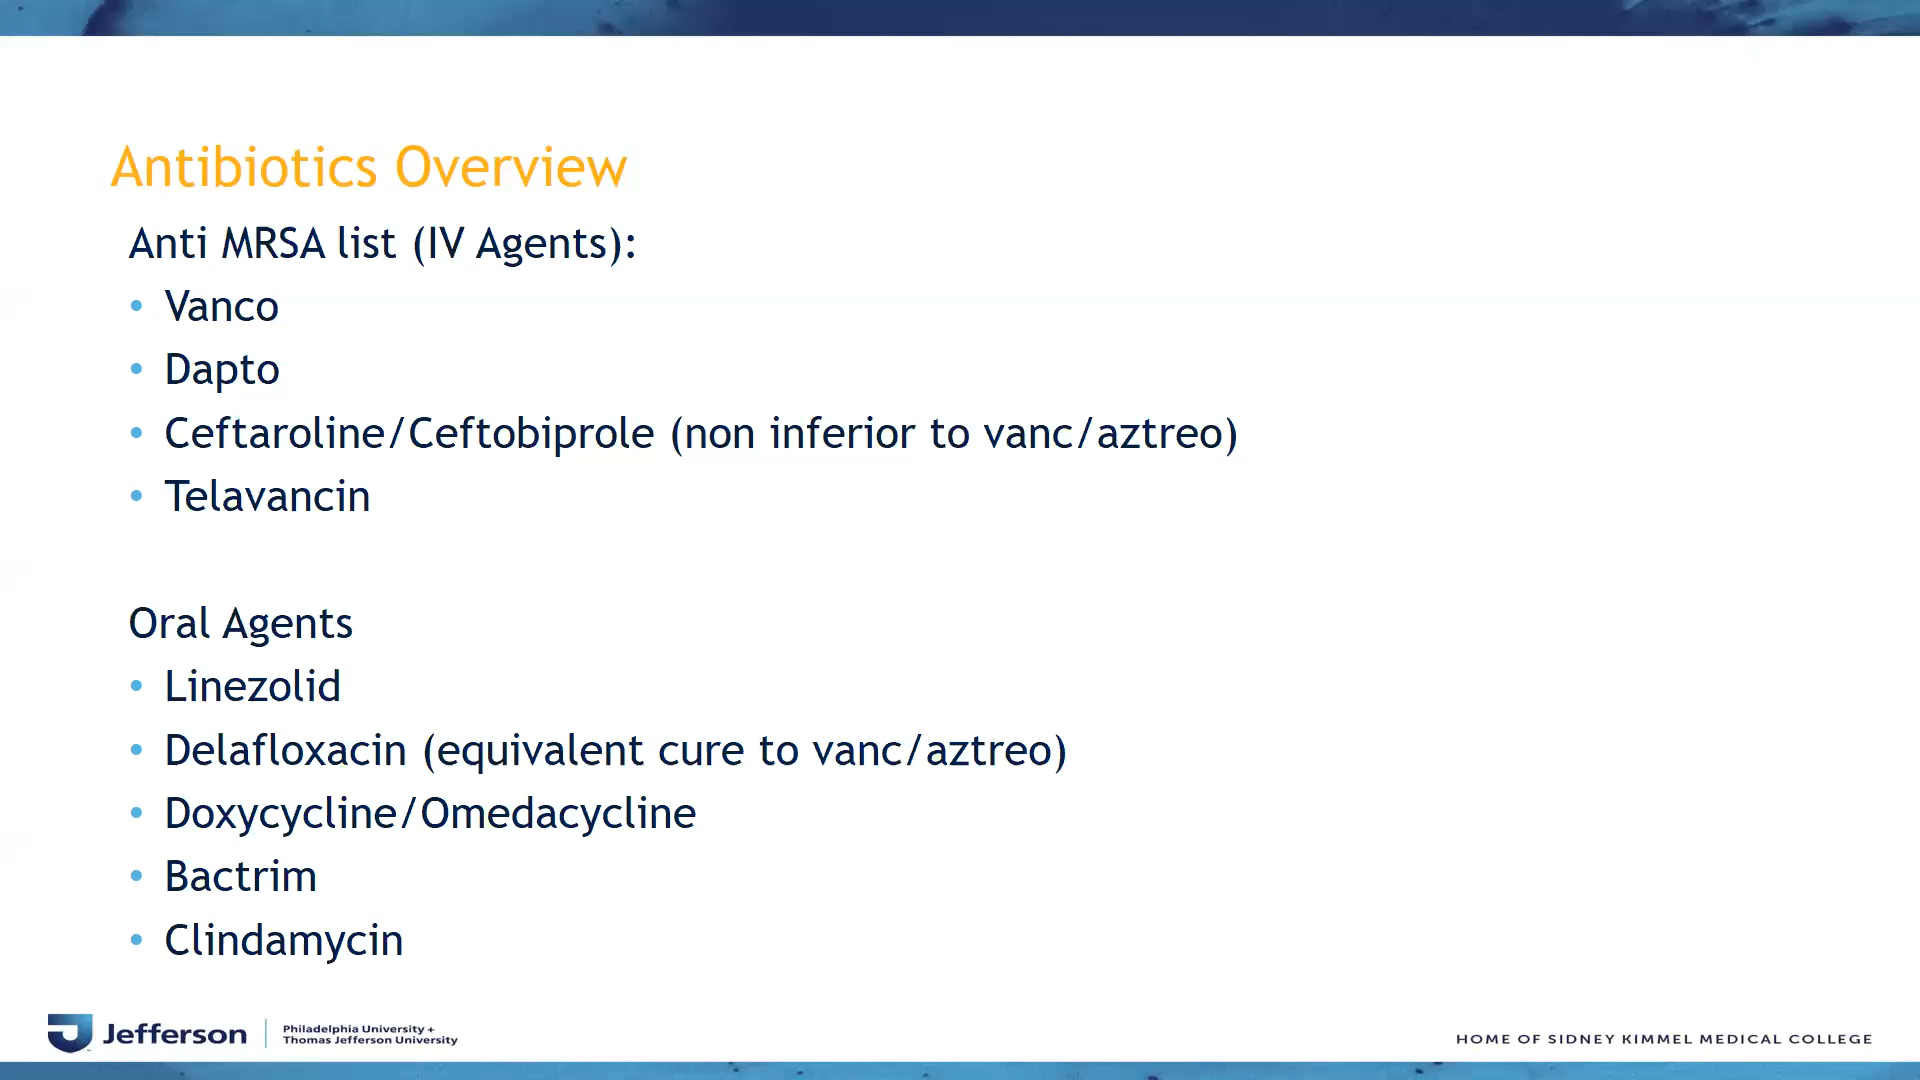 Antibiotics Overview
Anti MRSA list (IV Agents):
• Vanco
• Dapto
• Ceftaroline/Ceftobiprole (non inferior to vanc/aztreo)
• Telavancin
Oral Agents
• Linezolid
• Delafloxacin (equivalent cure to vanc/aztreo)
• Doxycycline/Omedacycline
• Bactrim
• Clindamycin
Jefferson
Philadelphia University +
Thomas Jefferson University
HOME OF SIDNEY KIMMEL MEDICAL COLLEGE